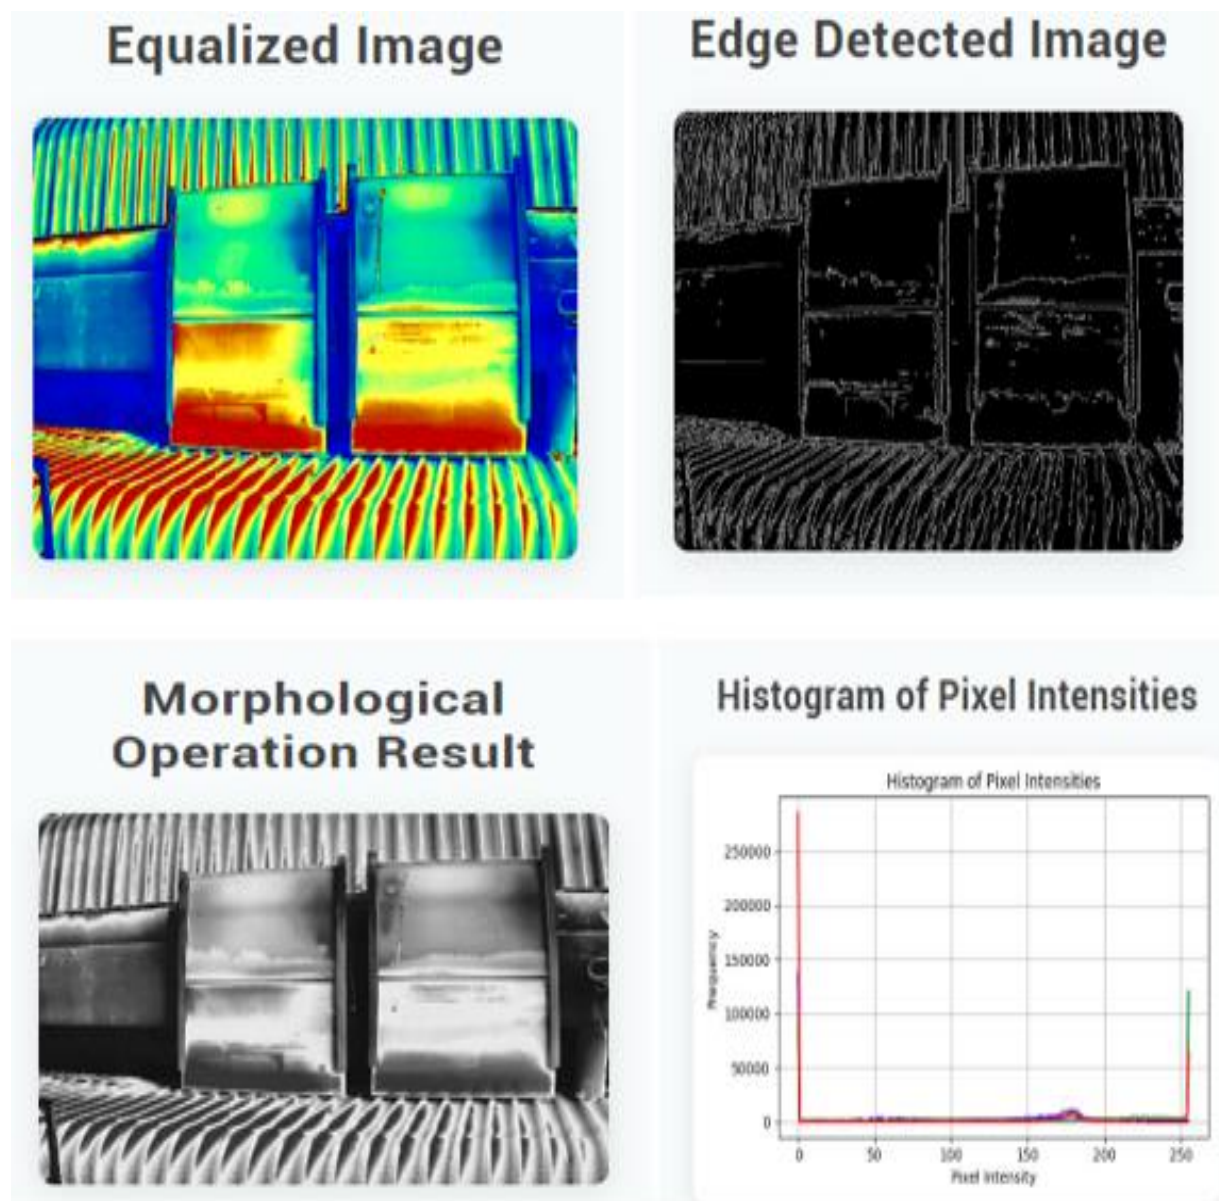 Equalized Image
Edge Detected Image
Morphological
Operation Result
Histogram of Pixel Intensities
Histogram of Pixel Intensities
250000
200000
150000
100000
50000
0
Frequency
0 50 100 150 200 250
Pixel Intensity